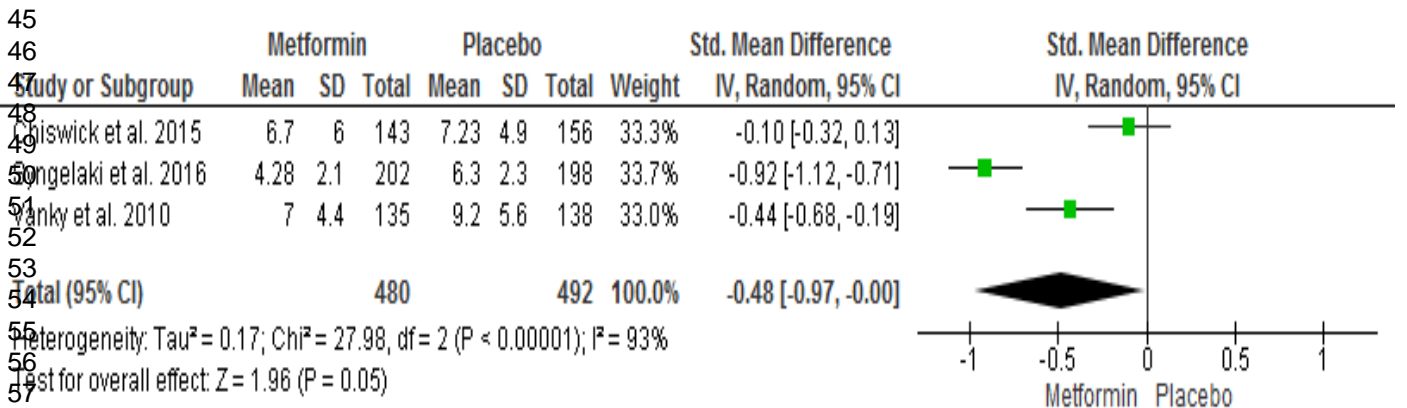 45
46 Metformin Placebo Std. Mean Difference Std. Mean Difference
47 Study or Subgroup Mean SD Total Mean SD Total Weight IV, Random, 95% CI IV, Random, 95% CI
48
Chiswick et al. 2015 6.7 6 143 7.23 4.9 156 33.3% -0.10 [-0.32, 0.13]
49
50 Syngelaki et al. 2016 4.28 2.1 202 6.3 2.3 198 33.7% -0.92 [-1.12, -0.71]
51 Vanky et al. 2010 7 4.4 135 9.2 5.6 138 33.0% -0.44 [-0.68, -0.19]
52
53
54 Total (95% CI) 480 492 100.0% -0.48 [-0.97, -0.00]
55 Heterogeneity: Tau² = 0.17; Chi² = 27.98, df = 2 (P < 0.00001); I² = 93%
56 -1 -0.5 0 0.5 1
57 Test for overall effect: Z = 1.96 (P = 0.05)
Metformin Placebo